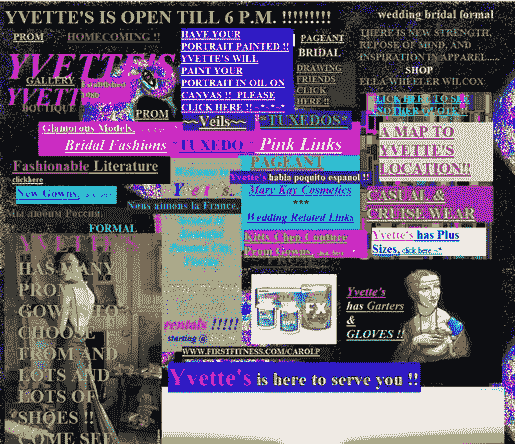 YVETTE'S IS OPEN TILL 6 P.M. !!!!!!!!!
wedding bridal formal
PROM
HOMECOMING !!
HAVE YOUR
PORTRAIT PAINTED !!
YVETTE'S WILL
PAINT YOUR
PORTRAIT IN OIL ON
CANVAS !! PLEASE
CLICK HERE !!
PAGEANT
BRIDAL
DRAWING
FRIENDS
CLICK
HERE !!
THERE IS NEW STRENGTH,
REPOSE OF MIND, AND
INSPIRATION IN APPAREL.....
SHOP
ELLA WHEELER WILCOX
YVETTE'S
GALLERY
Established
1980
YVETTE
BOUTIQUE
PROM
CLICK HERE TO SEE
ANOTHER QUOTE !!
Glamorous Models,
~~Veils~~
*TUXEDOS*
Bridal Fashions
*TUXEDO *
Pink Links
A MAP TO
YVETTE'S
LOCATION!!
Fashionable Literature
clickhere
PAGEANT
Welcome to
Yvette's habla poquito espanol !!
New Gowns,
Y v e t t e s.
Mary Kay Cosmetics
***
Wedding Related Links
CASUAL &
CRUISE WEAR
Nous aimons la France.
Мы любим Россия.
FORMAL
Kitty Chen Couture
Prom Gowns,
Yvette's has Plus
Sizes, click here
YVETTE'S
HAS MANY
PROM
GOWNS TO
CHOOSE
FROM AND
LOTS AND
LOTS OF
SHOES !!
COME SEE
rentals !!!!!
starting @
FX
WWW.FIRSTFITNESS.COM/CAROLP
Yvette's
has Garters
&
GLOVES !!
Yvette's is here to serve you !!